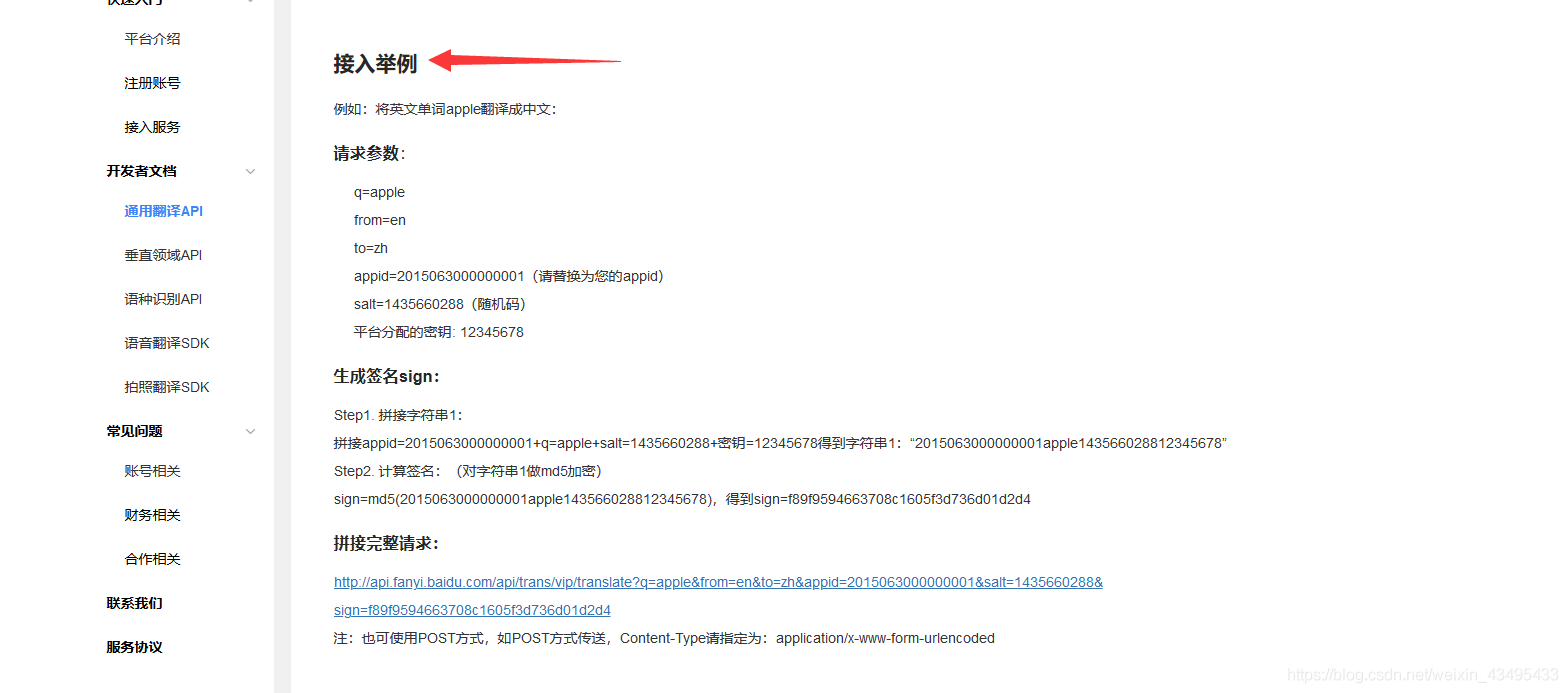 快速入门
平台介绍
注册账号
接入服务
开发者文档
通用翻译API
垂直领域API
语种识别API
语音翻译SDK
拍照翻译SDK
常见问题
账号相关
财务相关
合作相关
联系我们
服务协议
接入举例
例如：将英文单词apple翻译成中文：
请求参数：
q=apple
from=en
to=zh
appid=2015063000000001（请替换为您的appid）
salt=1435660288（随机码）
平台分配的密钥: 12345678
生成签名sign：
Step1. 拼接字符串1：
拼接appid=2015063000000001+q=apple+salt=1435660288+密钥=12345678得到字符串1：“2015063000000001apple143566028812345678”
Step2. 计算签名：（对字符串1做md5加密）
sign=md5(2015063000000001apple143566028812345678)，得到sign=f89f9594663708c1605f3d736d01d2d4
拼接完整请求：
http://api.fanyi.baidu.com/api/trans/vip/translate?q=apple&from=en&to=zh&appid=2015063000000001&salt=1435660288&
sign=f89f9594663708c1605f3d736d01d2d4
注：也可使用POST方式，如POST方式传送，Content-Type请指定为：application/x-www-form-urlencoded
https://blog.csdn.net/weixin_43495433